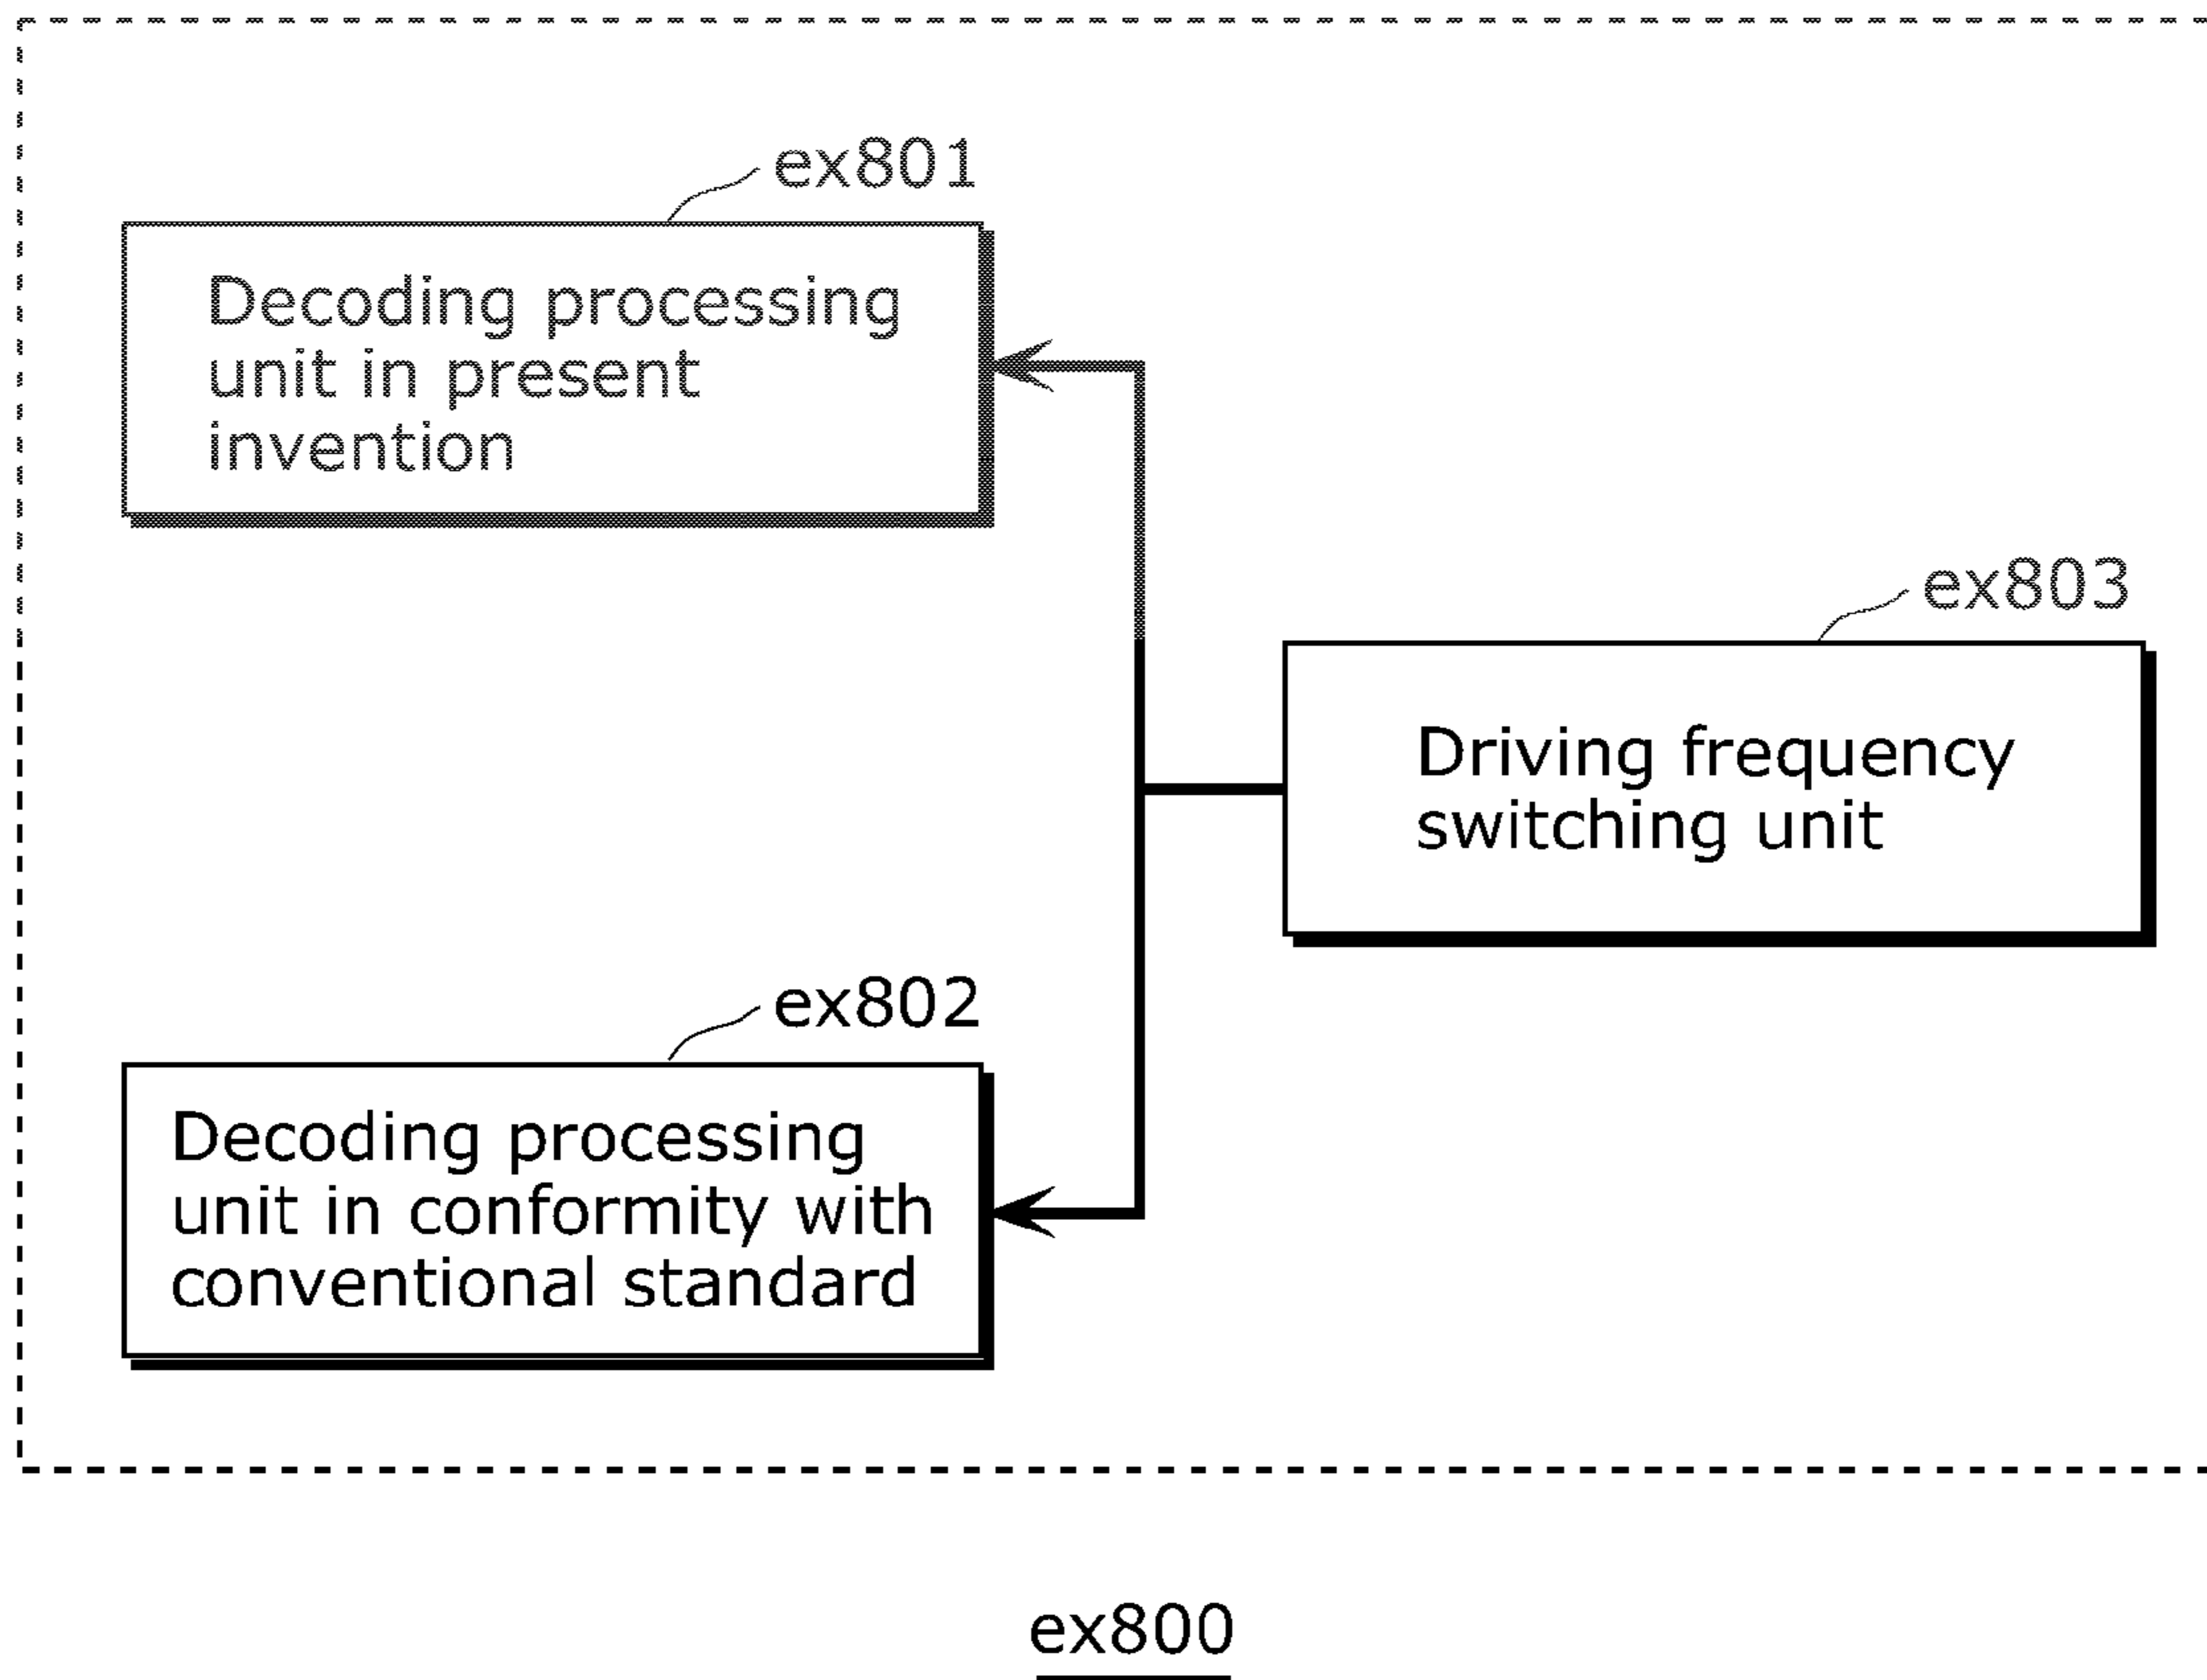 ex801
Decoding processing
unit in present
invention
ex803
Driving frequency
switching unit
ex802
Decoding processing
unit in conformity with
conventional standard
ex800